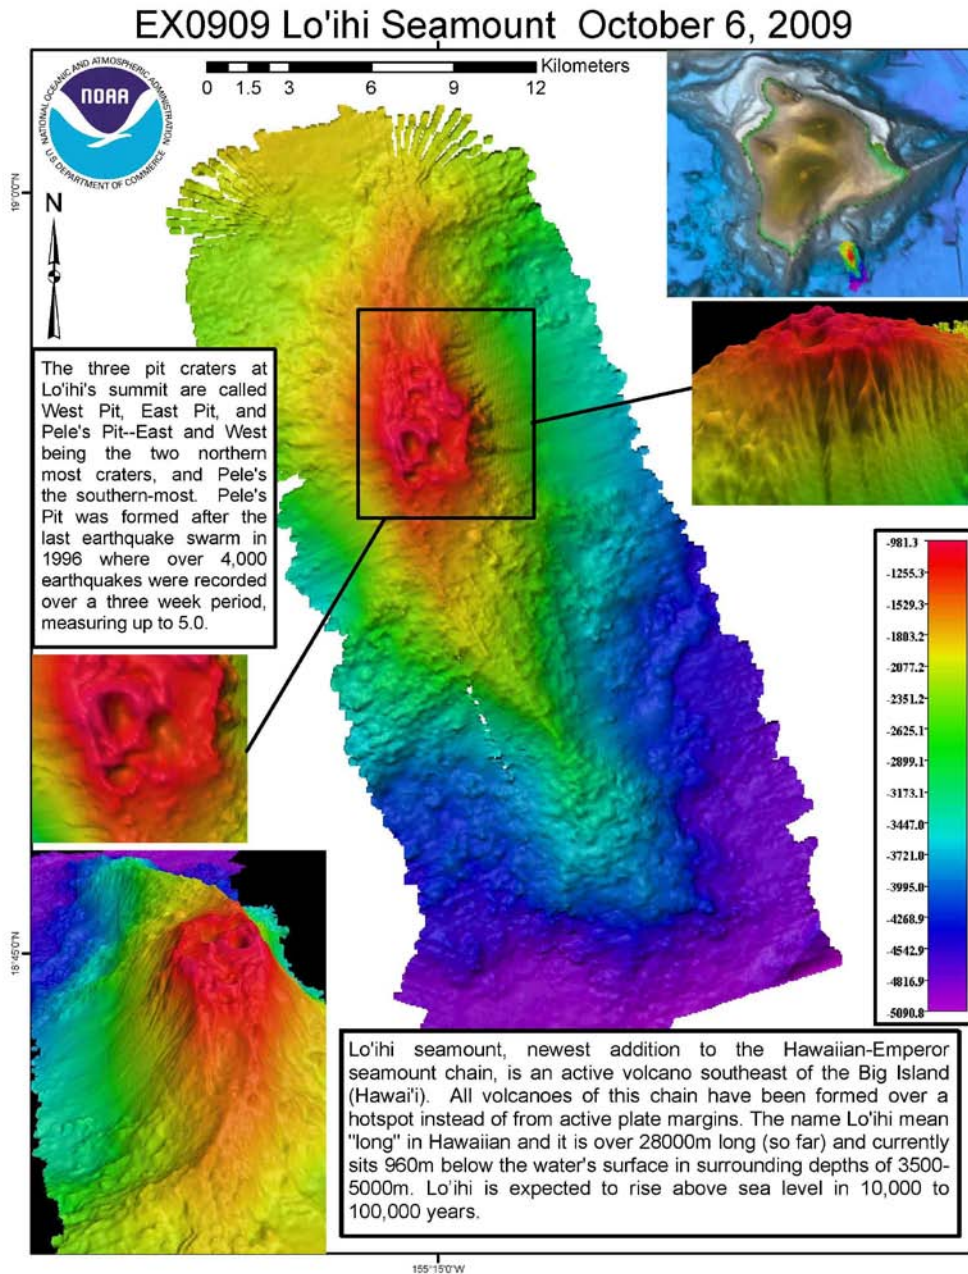 EX0909 Lo'ihi Seamount October 6, 2009
NATIONAL OCEANIC AND ATMOSPHERIC ADMINISTRATION
NOAA
U.S. DEPARTMENT OF COMMERCE
Kilometers
0 1.5 3 6 9 12
19°0'0"N
N
The three pit craters at
Lo'ihi's summit are called
West Pit, East Pit, and
Pele's Pit--East and West
being the two northern
most craters, and Pele's
the southern-most. Pele's
Pit was formed after the
last earthquake swarm in
1996 where over 4,000
earthquakes were recorded
over a three week period,
measuring up to 5.0.
-981.3
-1255.3
-1529.3
-1803.2
-2077.2
-2351.2
-2625.1
-2899.1
-3173.1
-3447.0
-3721.0
-3995.0
-4268.9
-4542.9
-4816.9
-5090.8
18°45'0"N
Lo'ihi seamount, newest addition to the Hawaiian-Emperor
seamount chain, is an active volcano southeast of the Big Island
(Hawai'i). All volcanoes of this chain have been formed over a
hotspot instead of from active plate margins. The name Lo'ihi mean
"long" in Hawaiian and it is over 28000m long (so far) and currently
sits 960m below the water's surface in surrounding depths of 3500-
5000m. Lo'ihi is expected to rise above sea level in 10,000 to
100,000 years.
155°15'0"W